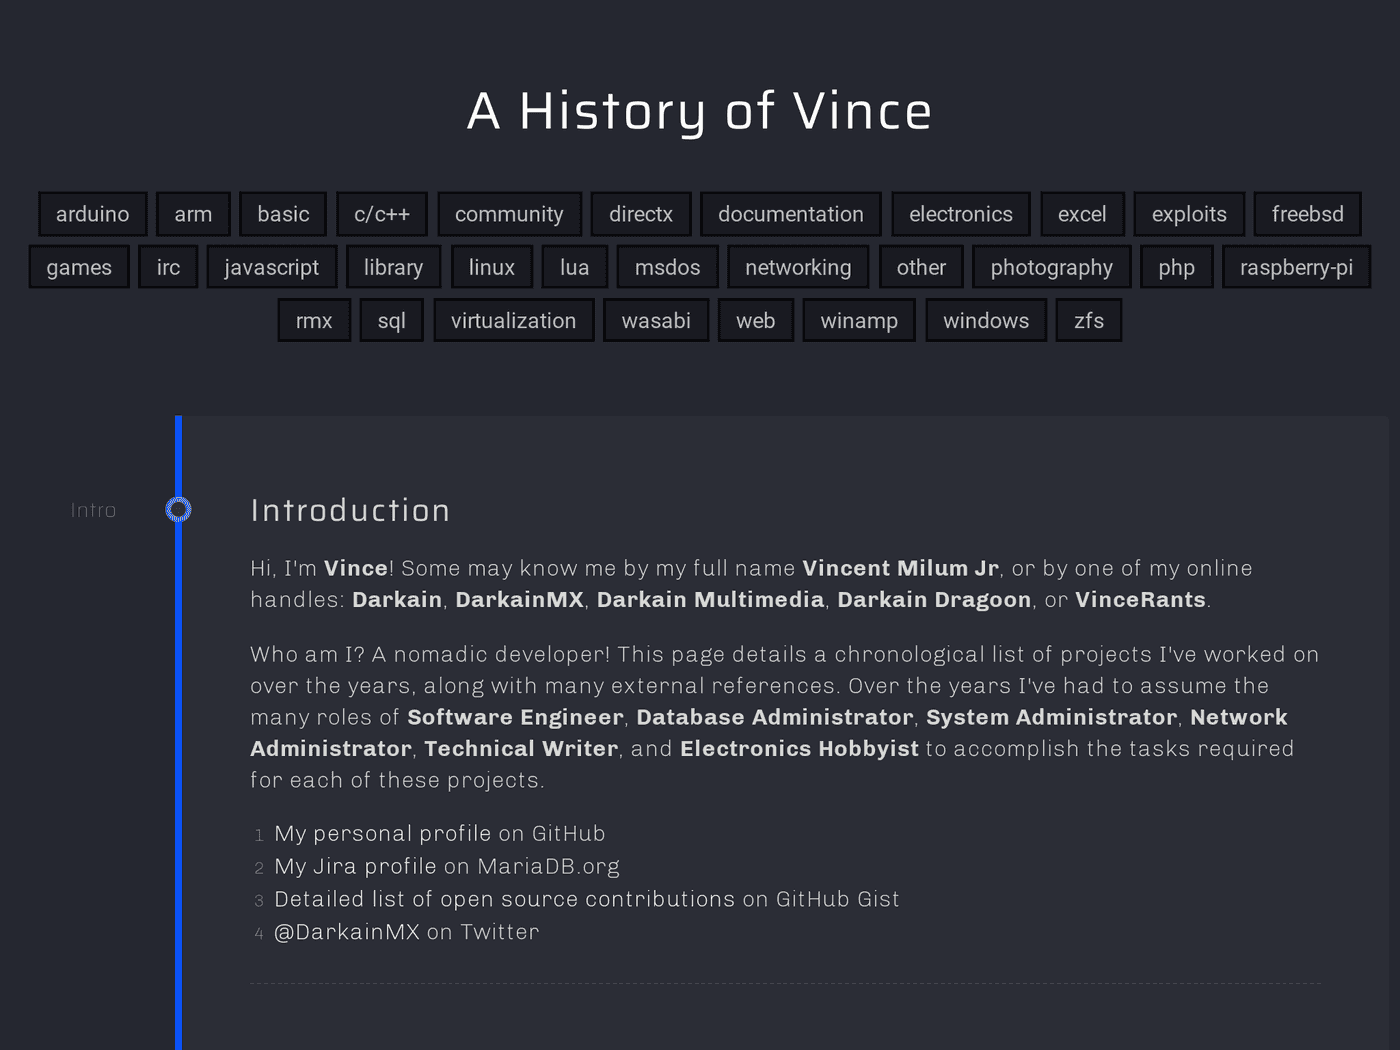 A History of Vince
arduino arm basic c/c++ community directx documentation electronics excel exploits freebsd
games irc javascript library linux lua msdos networking other photography php raspberry-pi
rmx sql virtualization wasabi web winamp windows zfs
Intro
Introduction
Hi, I'm Vince! Some may know me by my full name Vincent Milum Jr, or by one of my online
handles: Darkain, DarkainMX, Darkain Multimedia, Darkain Dragoon, or VinceRants.
Who am I? A nomadic developer! This page details a chronological list of projects I've worked on
over the years, along with many external references. Over the years I've had to assume the
many roles of Software Engineer, Database Administrator, System Administrator, Network
Administrator, Technical Writer, and Electronics Hobbyist to accomplish the tasks required
for each of these projects.
1 My personal profile on GitHub
2 My Jira profile on MariaDB.org
3 Detailed list of open source contributions on GitHub Gist
4 @DarkainMX on Twitter